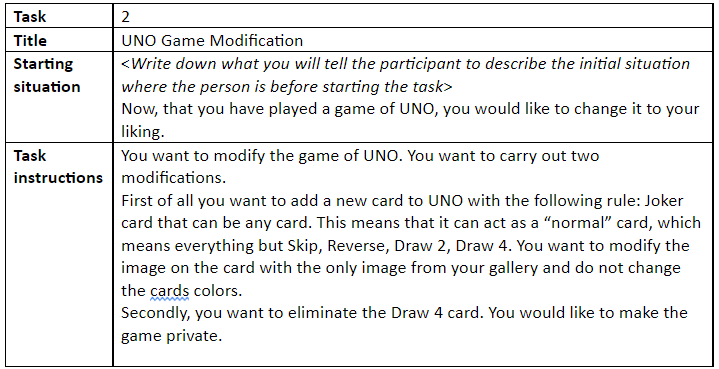 Task 2
Title UNO Game Modification
Starting situation
<Write down what you will tell the participant to describe the initial situation
where the person is before starting the task>
Now, that you have played a game of UNO, you would like to change it to your
liking.
Task instructions
You want to modify the game of UNO. You want to carry out two
modifications.
First of all you want to add a new card to UNO with the following rule: Joker
card that can be any card. This means that it can act as a “normal” card, which
means everything but Skip, Reverse, Draw 2, Draw 4. You want to modify the
image on the card with the only image from your gallery and do not change
the cards colors.
Secondly, you want to eliminate the Draw 4 card. You would like to make the
game private.